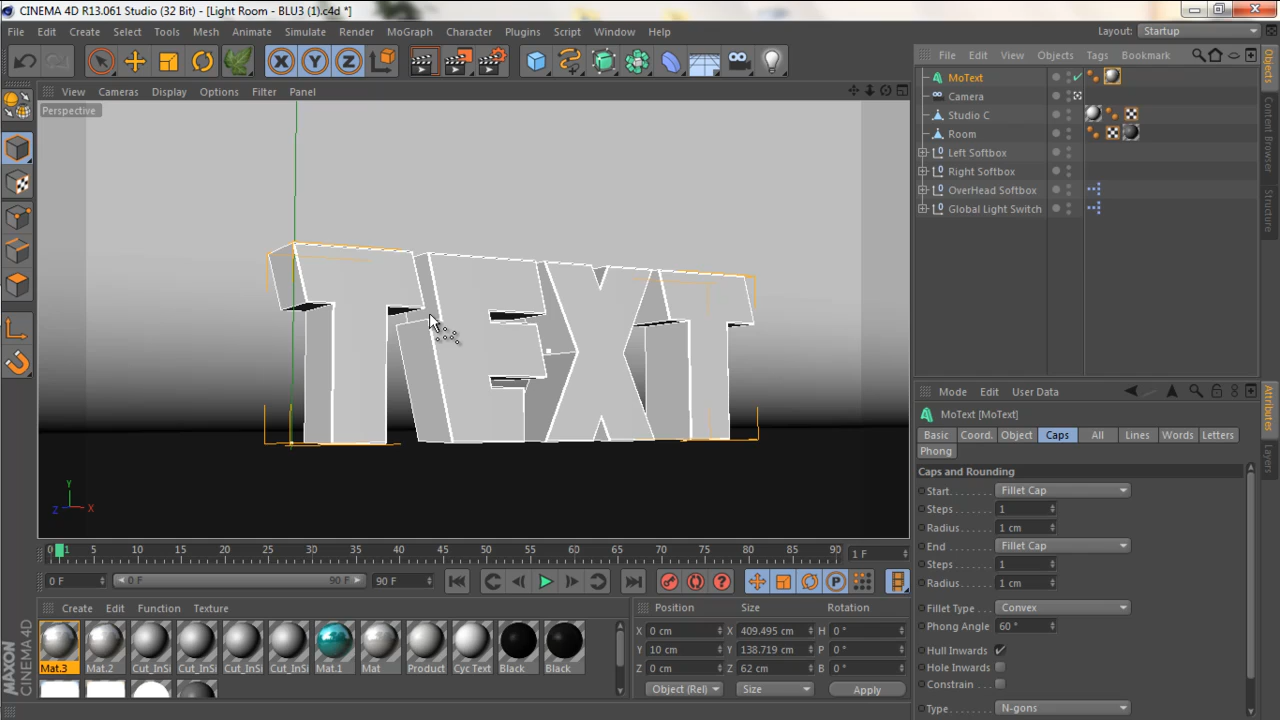 CINEMA 4D R13.061 Studio (32 Bit) - [Light Room - BLU3 (1).c4d *]
File Edit Create Select Tools Mesh Animate Simulate Render MoGraph Character Plugins Script Window Help Layout: Startup
X Y Z
File Edit View Objects Tags Bookmark
View Cameras Display Options Filter Panel
Perspective
MoText
Camera
Studio C
Room
Left Softbox
Right Softbox
OverHead Softbox
Global Light Switch
Objects
Content Browser
Structure
TEXT
Y
Z X
Mode Edit User Data
MoText [MoText]
Basic Coord. Object Caps All Lines Words Letters
Phong
Caps and Rounding
Start Fillet Cap
Steps 1
Radius 1 cm
End Fillet Cap
Steps 1
Radius 1 cm
Fillet Type Convex
Phong Angle 60 °
Hull Inwards
Hole Inwards
Constrain
Type N-gons
Attributes
Layers
0 1 5 10 15 20 25 30 35 40 45 50 55 60 65 70 75 80 85 90 1 F
0 F 0 F 90 F 90 F
Create Edit Function Texture
Mat.3 Mat.2 Cut_InSi Cut_InSi Cut_InSi Cut_InSi Mat.1 Mat Product Cyc Text Black Black
Position Size Rotation
X 0 cm X 409.495 cm H 0 °
Y 10 cm Y 138.719 cm P 0 °
Z 0 cm Z 62 cm B 0 °
Object (Rel) Size Apply
MAXON CINEMA 4D